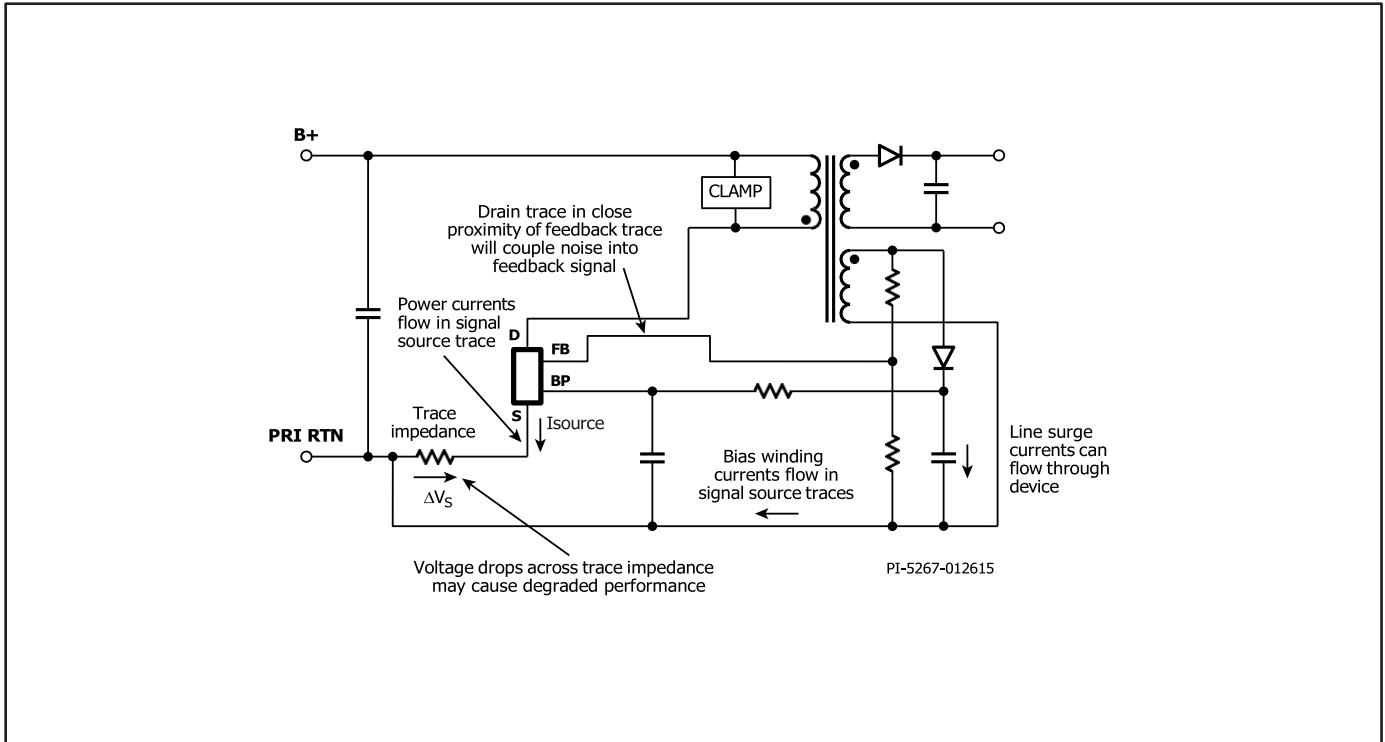 B+
CLAMP
Drain trace in close
proximity of feedback trace
will couple noise into
feedback signal
Power currents
flow in signal
source trace
D
FB
BP
S
Isource
Trace
impedance
PRI RTN
ΔVS
Bias winding
currents flow in
signal source traces
Line surge
currents can
flow through
device
Voltage drops across trace impedance
may cause degraded performance
PI-5267-012615